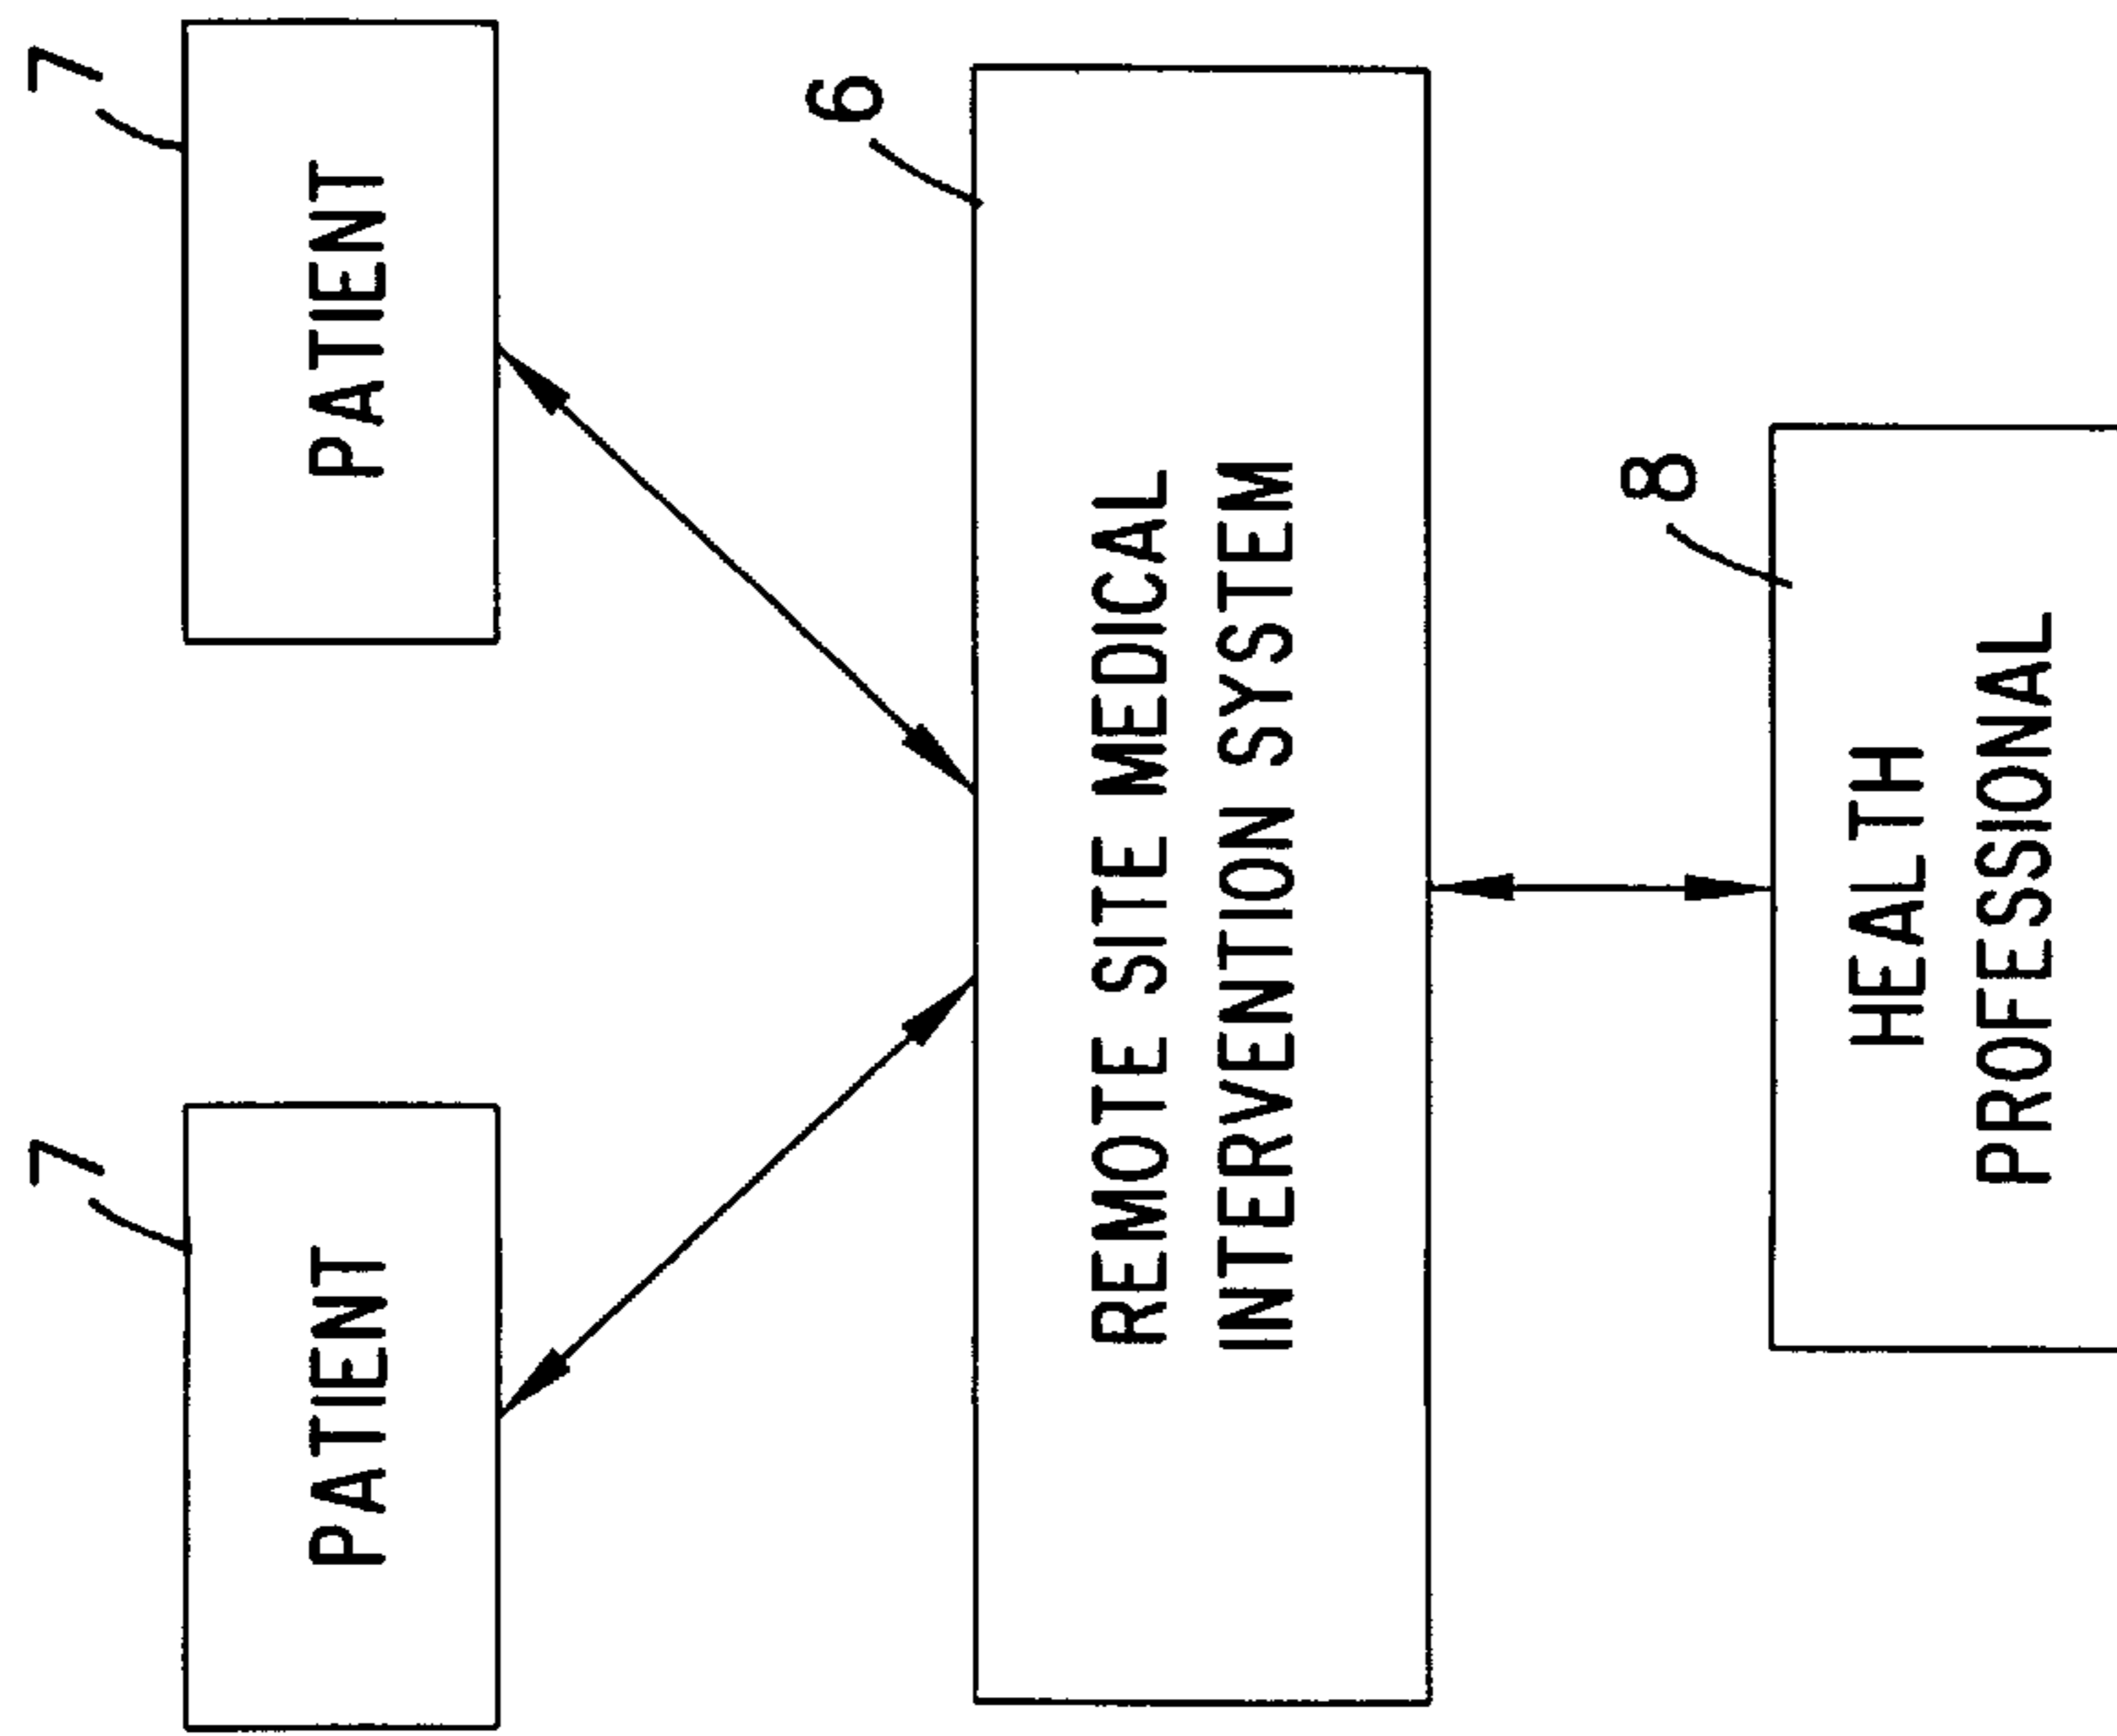 7
7
PATIENT
PATIENT
6
REMOTE SITE MEDICAL
INTERVENTION SYSTEM
8
HEALTH
PROFESSIONAL